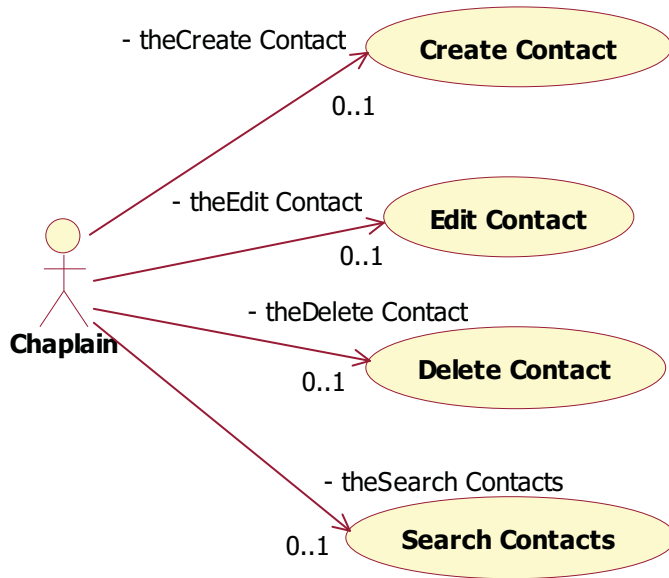 - theCreate Contact
Create Contact
0..1
- theEdit Contact
Edit Contact
0..1
Chaplain
- theDelete Contact
Delete Contact
0..1
- theSearch Contacts
Search Contacts
0..1